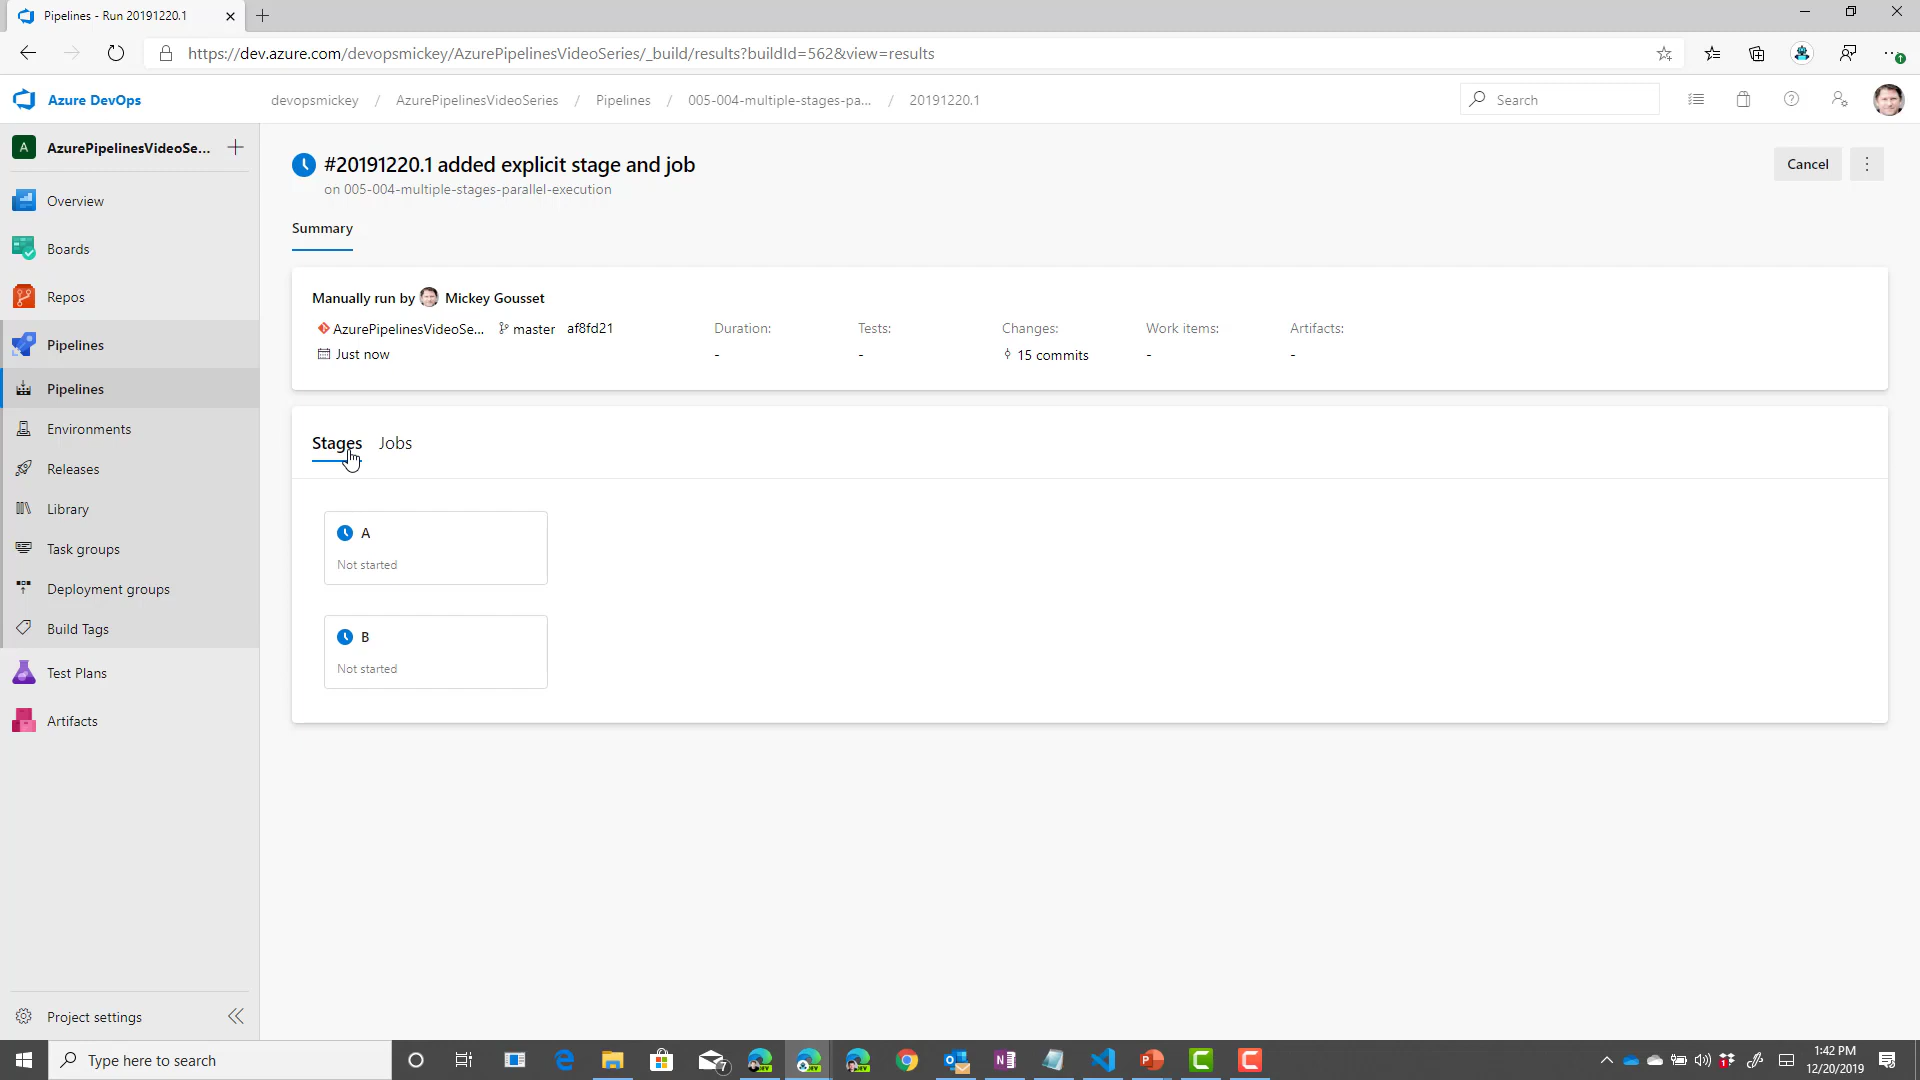 Pipelines - Run 20191220.1
https://dev.azure.com/devopsmickey/AzurePipelinesVideoSeries/_build/results?buildId=562&view=results
Azure DevOps
devopsmickey / AzurePipelinesVideoSeries / Pipelines / 005-004-multiple-stages-pa... / 20191220.1
Search
A AzurePipelinesVideoSe...
Overview
Boards
Repos
Pipelines
Pipelines
Environments
Releases
Library
Task groups
Deployment groups
Build Tags
Test Plans
Artifacts
Project settings
#20191220.1 added explicit stage and job
on 005-004-multiple-stages-parallel-execution
Cancel
Summary
Manually run by Mickey Gousset
AzurePipelinesVideoSe... master af8fd21
Just now
Duration:
-
Tests:
-
Changes:
15 commits
Work items:
-
Artifacts:
-
Stages Jobs
A
Not started
B
Not started
Type here to search
7
1:42 PM
12/20/2019